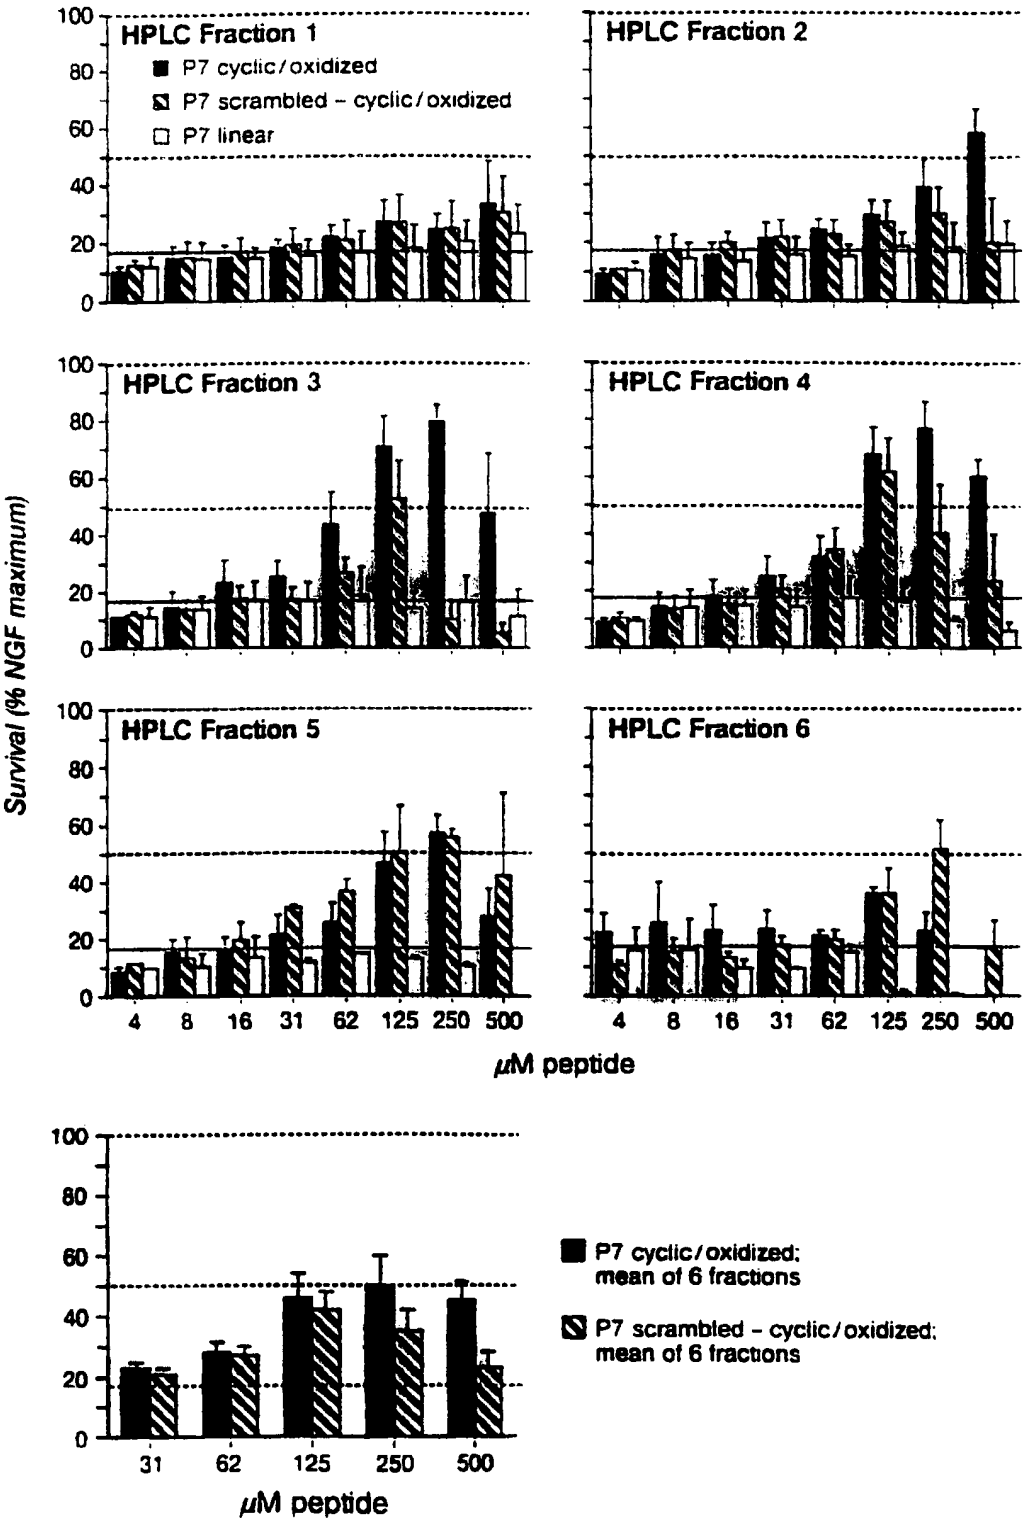 HPLC Fraction 1
P7 cyclic/oxidized
P7 scrambled – cyclic/oxidized
P7 linear
100
80
60
40
20
0
HPLC Fraction 2
HPLC Fraction 3
100
80
60
40
20
0
HPLC Fraction 4
Survival (% NGF maximum)
HPLC Fraction 5
100
80
60
40
20
0
4 8 16 31 62 125 250 500
HPLC Fraction 6
4 8 16 31 62 125 250 500
μM peptide
100
80
60
40
20
0
31 62 125 250 500
μM peptide
P7 cyclic/oxidized;
mean of 6 fractions
P7 scrambled – cyclic/oxidized;
mean of 6 fractions